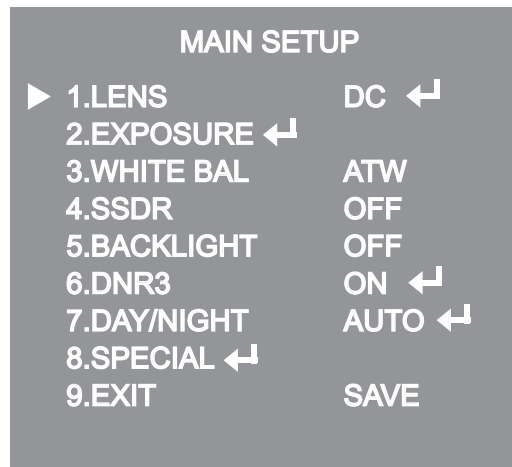 MAIN SETUP
1.LENS DC ↵
2.EXPOSURE ↵
3.WHITE BAL ATW
4.SSDR OFF
5.BACKLIGHT OFF
6.DNR3 ON ↵
7.DAY/NIGHT AUTO ↵
8.SPECIAL ↵
9.EXIT SAVE